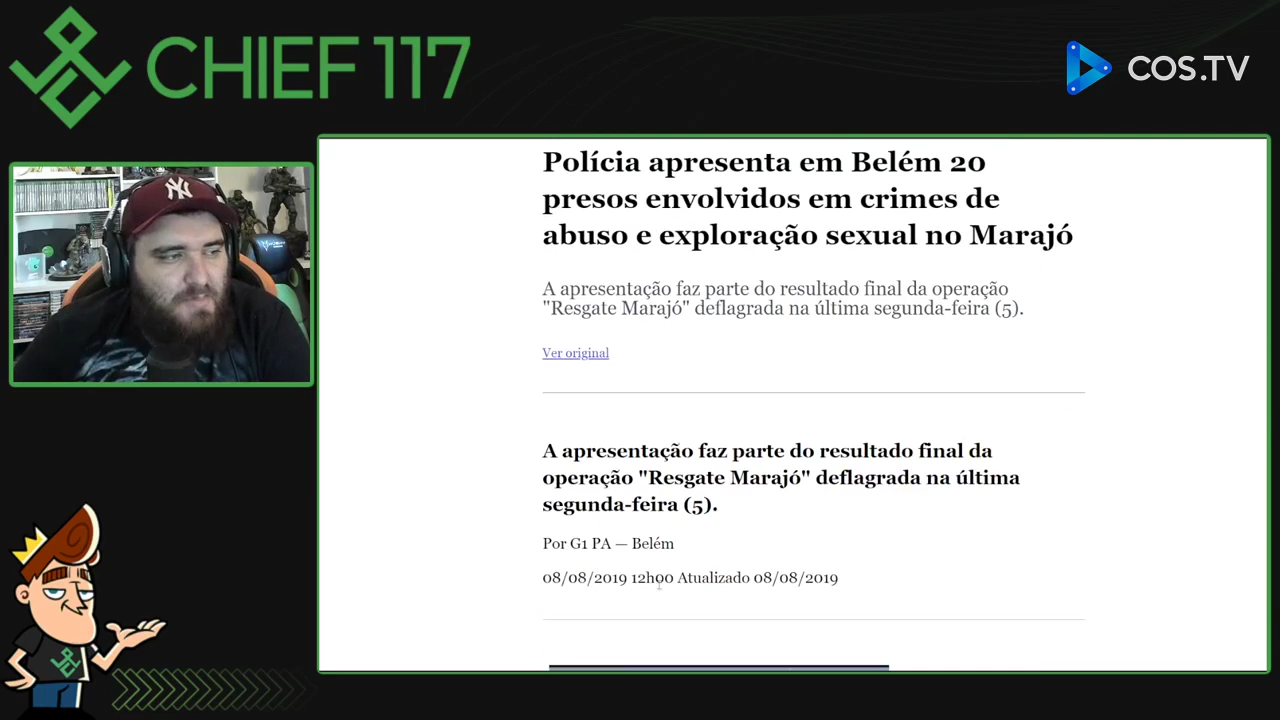 CHIEF 117
COS.TV
Polícia apresenta em Belém 20
presos envolvidos em crimes de
abuso e exploração sexual no Marajó
A apresentação faz parte do resultado final da operação
"Resgate Marajó" deflagrada na última segunda-feira (5).
Ver original
A apresentação faz parte do resultado final da
operação "Resgate Marajó" deflagrada na última
segunda-feira (5).
Por G1 PA — Belém
08/08/2019 12h00 Atualizado 08/08/2019